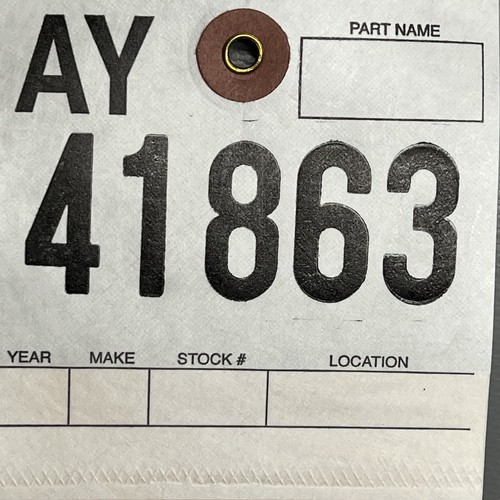 AY
PART NAME
41863
YEAR MAKE STOCK # LOCATION